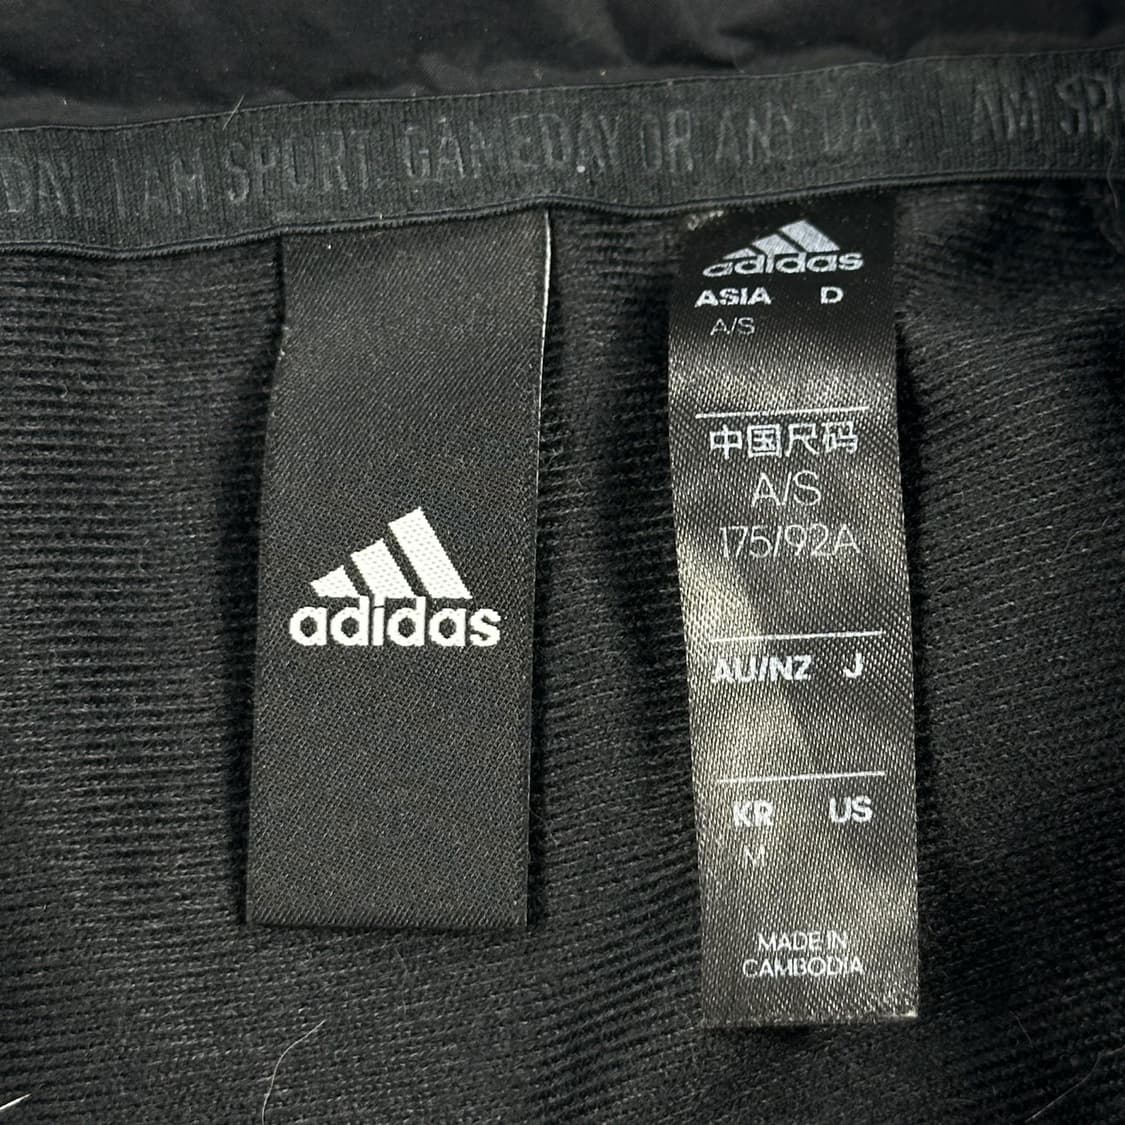 DAY. I AM SPORT. GAMEDAY OR ANY DAY. I AM SP
adidas
adidas
ASIA D
A/S
中国尺码
A/S
175/92A
AU/NZ J
KR US
M
MADE IN
CAMBODIA